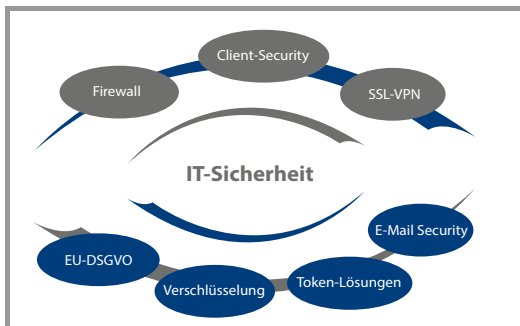 Client-Security
Firewall
SSL-VPN
IT-Sicherheit
E-Mail Security
EU-DSGVO
Verschlüsselung
Token-Lösungen